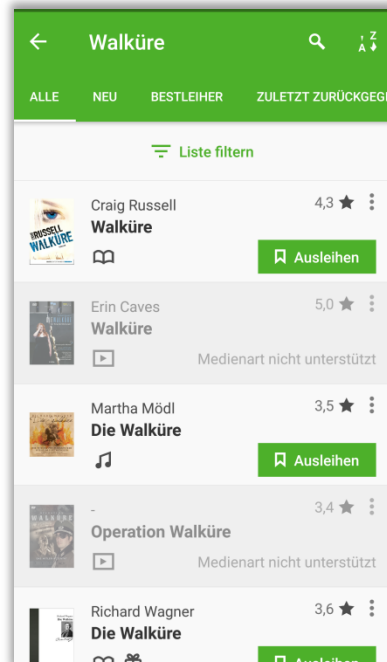 Walküre
A Z
ALLE NEU BESTLEIHER ZULETZT ZURÜCKGEGE
Liste filtern
Craig Russell 4,3
Walküre
Ausleihen
RUSSELL
WALKÜRE
Erin Caves 5,0
Walküre
Medienart nicht unterstützt
Martha Mödl 3,5
Die Walküre
Ausleihen
- 3,4
Operation Walküre
Medienart nicht unterstützt
WALKÜRE
Richard Wagner 3,6
Die Walküre
Ausleihen